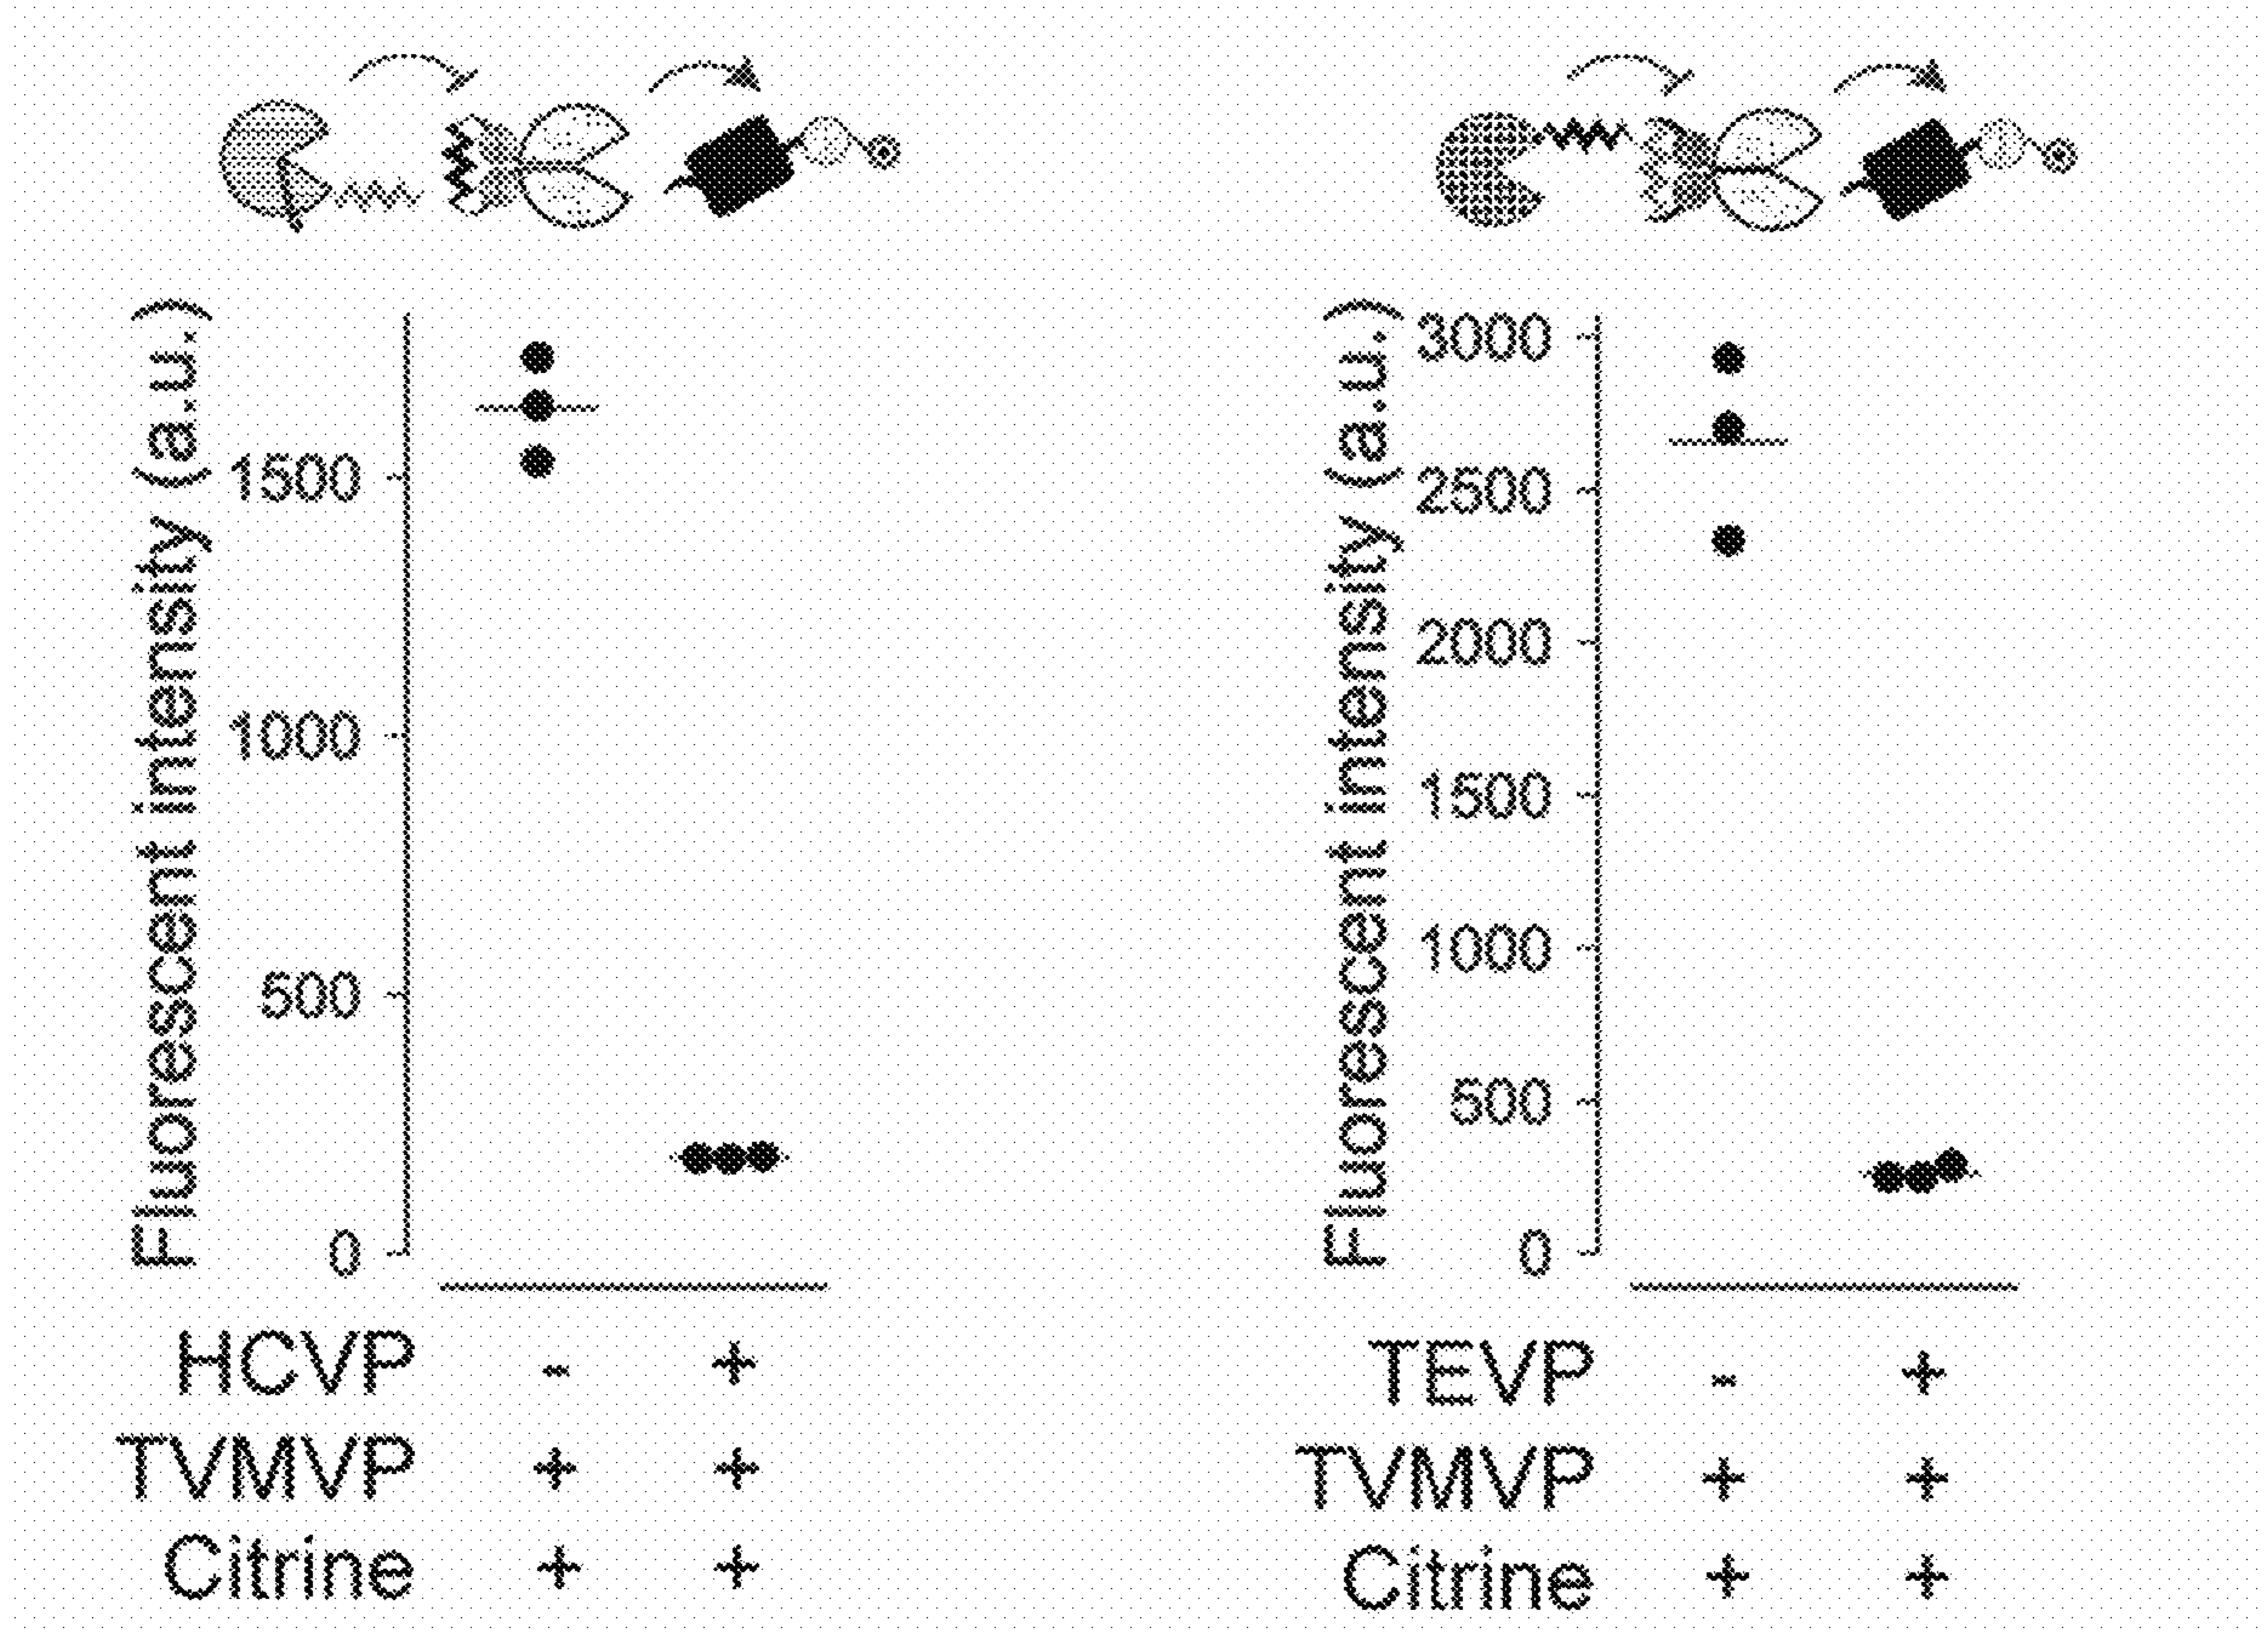 Fluorescent intensity (a.u.)
1500
1000
500
0
HCVP - +
TVMVP + +
Citrine + +
Fluorescent intensity (a.u.)
3000
2500
2000
1500
1000
500
0
TEVP - +
TVMVP + +
Citrine + +